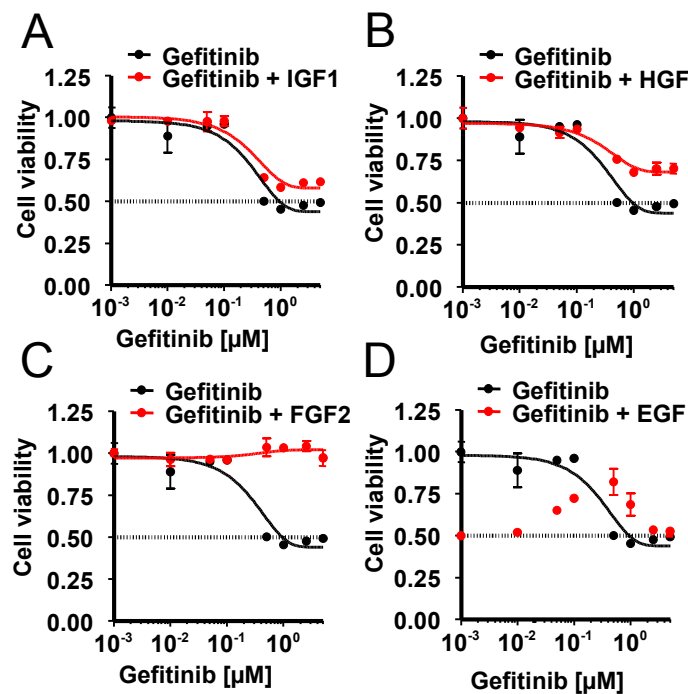 A
Gefitinib
Gefitinib + IGF1
Cell viability
1.25
1.00
0.75
0.50
0.25
0.00
10⁻³ 10⁻² 10⁻¹ 10⁰
Gefitinib [µM]
B
Gefitinib
Gefitinib + HGF
Cell viability
1.25
1.00
0.75
0.50
0.25
0.00
10⁻³ 10⁻² 10⁻¹ 10⁰
Gefitinib [µM]
C
Gefitinib
Gefitinib + FGF2
Cell viability
1.25
1.00
0.75
0.50
0.25
0.00
10⁻³ 10⁻² 10⁻¹ 10⁰
Gefitinib [µM]
D
Gefitinib
Gefitinib + EGF
Cell viability
1.25
1.00
0.75
0.50
0.25
0.00
10⁻³ 10⁻² 10⁻¹ 10⁰
Gefitinib [µM]